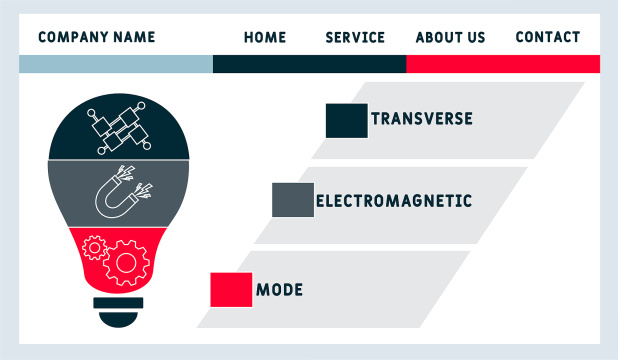 COMPANY NAME HOME SERVICE ABOUT US CONTACT
TRANSVERSE
ELECTROMAGNETIC
MODE